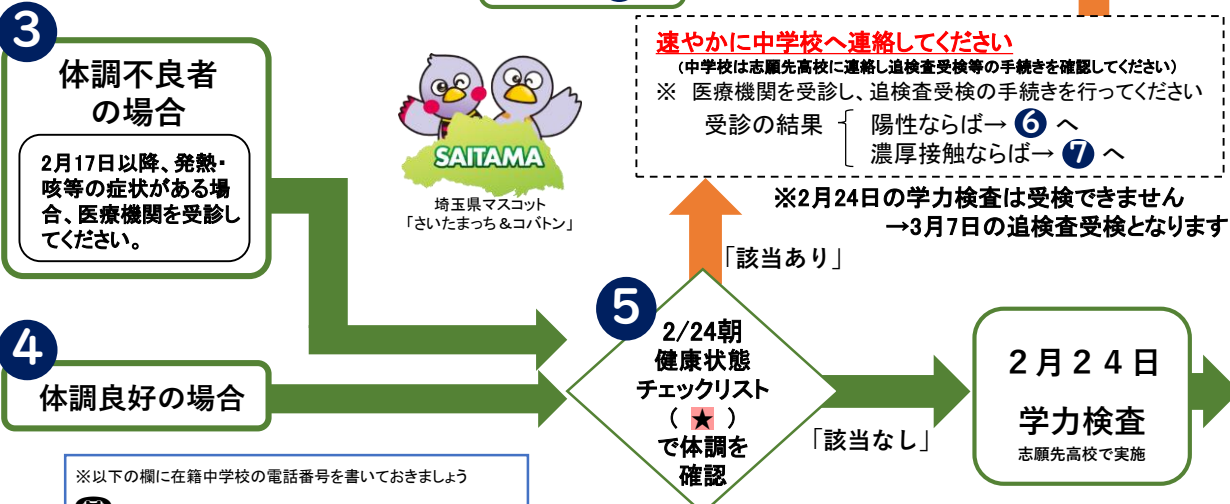 3
体調不良者
の場合
2月17日以降、発熱・
咳等の症状がある場
合、医療機関を受診し
てください。
SAITAMA
埼玉県マスコット
「さいたまっち&コバトン」
速やかに中学校へ連絡してください
(中学校は志願先高校に連絡し追検査受検等の手続きを確認してください)
※ 医療機関を受診し、追検査受検の手続きを行ってください
受診の結果 陽性ならば→ 6 へ
濃厚接触ならば→ 7 へ
※2月24日の学力検査は受検できません
→3月7日の追検査受検となります
「該当あり」
4
体調良好の場合
5
2/24朝
健康状態
チェックリスト
( ★ )
で体調を
確認
「該当なし」
2月24日
学力検査
志願先高校で実施
※以下の欄に在籍中学校の電話番号を書いておきましょう